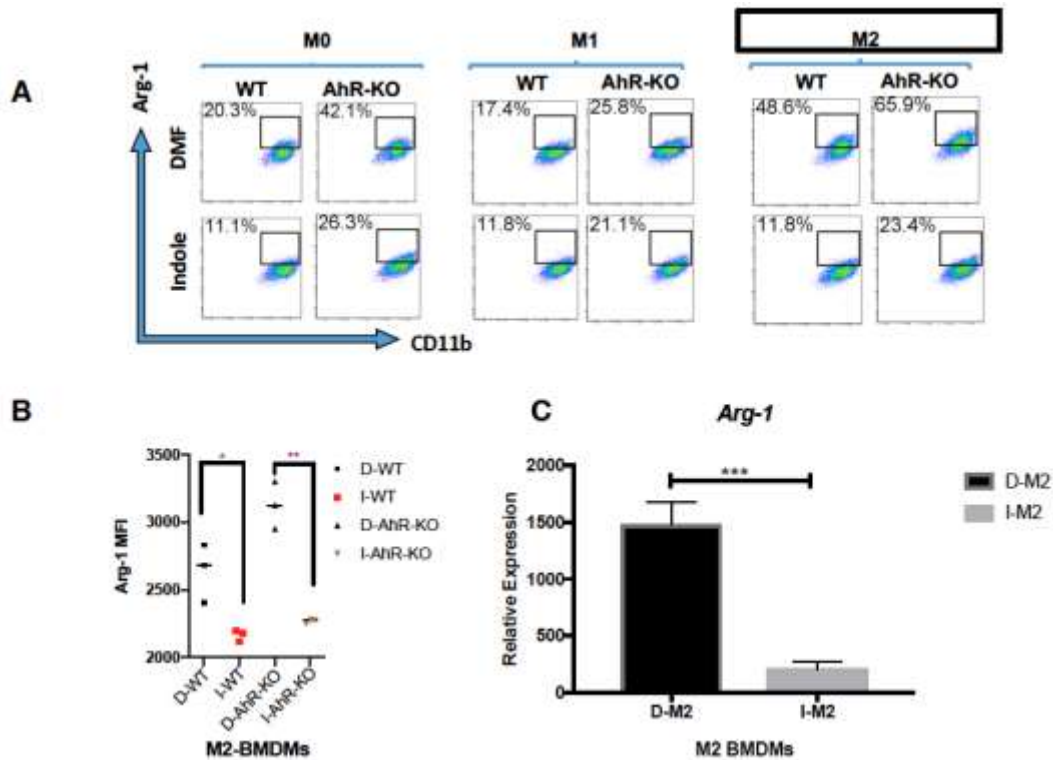 M0 M1 M2
A
Arg-1
WT AhR-KO WT AhR-KO WT AhR-KO
DMF
20.3% 42.1% 17.4% 25.8% 48.6% 65.9%
Indole
11.1% 26.3% 11.8% 21.1% 11.8% 23.4%
CD11b
B
Arg-1 MFI
3500
3000
2500
2000
*
**
D-WT
I-WT
D-AhR-KO
I-AhR-KO
D-WT I-WT D-AhR-KO I-AhR-KO
M2-BMDMs
C
Arg-1
Relative Expression
2000
1500
1000
500
0
***
D-M2
I-M2
D-M2 I-M2
M2 BMDMs